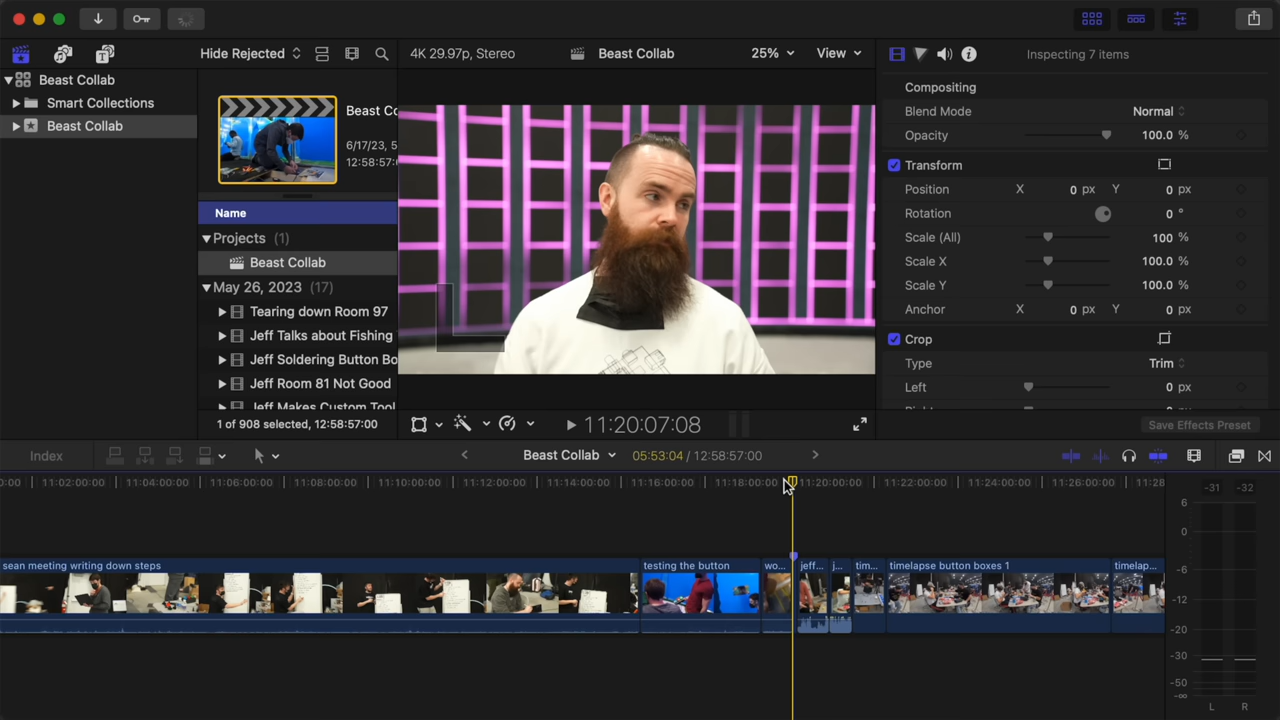 Hide Rejected
4K 29.97p, Stereo
Beast Collab
25%
View
Inspecting 7 items
Beast Collab
Smart Collections
Beast Collab
Beast Co
6/17/23, 5
12:58:57:0
Name
Projects (1)
Beast Collab
May 26, 2023 (17)
Tearing down Room 97
Jeff Talks about Fishing
Jeff Soldering Button Bo
Jeff Room 81 Not Good
Jeff Makes Custom Tool
1 of 908 selected, 12:58:57:00
11:20:07:08
Compositing
Blend Mode Normal
Opacity 100.0 %
Transform
Position X 0 px Y 0 px
Rotation 0 °
Scale (All) 100 %
Scale X 100.0 %
Scale Y 100.0 %
Anchor X 0 px Y 0 px
Crop
Type Trim
Left 0 px
Save Effects Preset
Index
Beast Collab
05:53:04 / 12:58:57:00
0:00 11:02:00:00 11:04:00:00 11:06:00:00 11:08:00:00 11:10:00:00 11:12:00:00 11:14:00:00 11:16:00:00 11:18:00:00 11:20:00:00 11:22:00:00 11:24:00:00 11:26:00:00 11:28
sean meeting writing down steps
testing the button
wo...
jeff...
j...
tim...
timelapse button boxes 1
timelap...
-31 -32
6
0
-6
-12
-20
-30
-50
-∞
L R